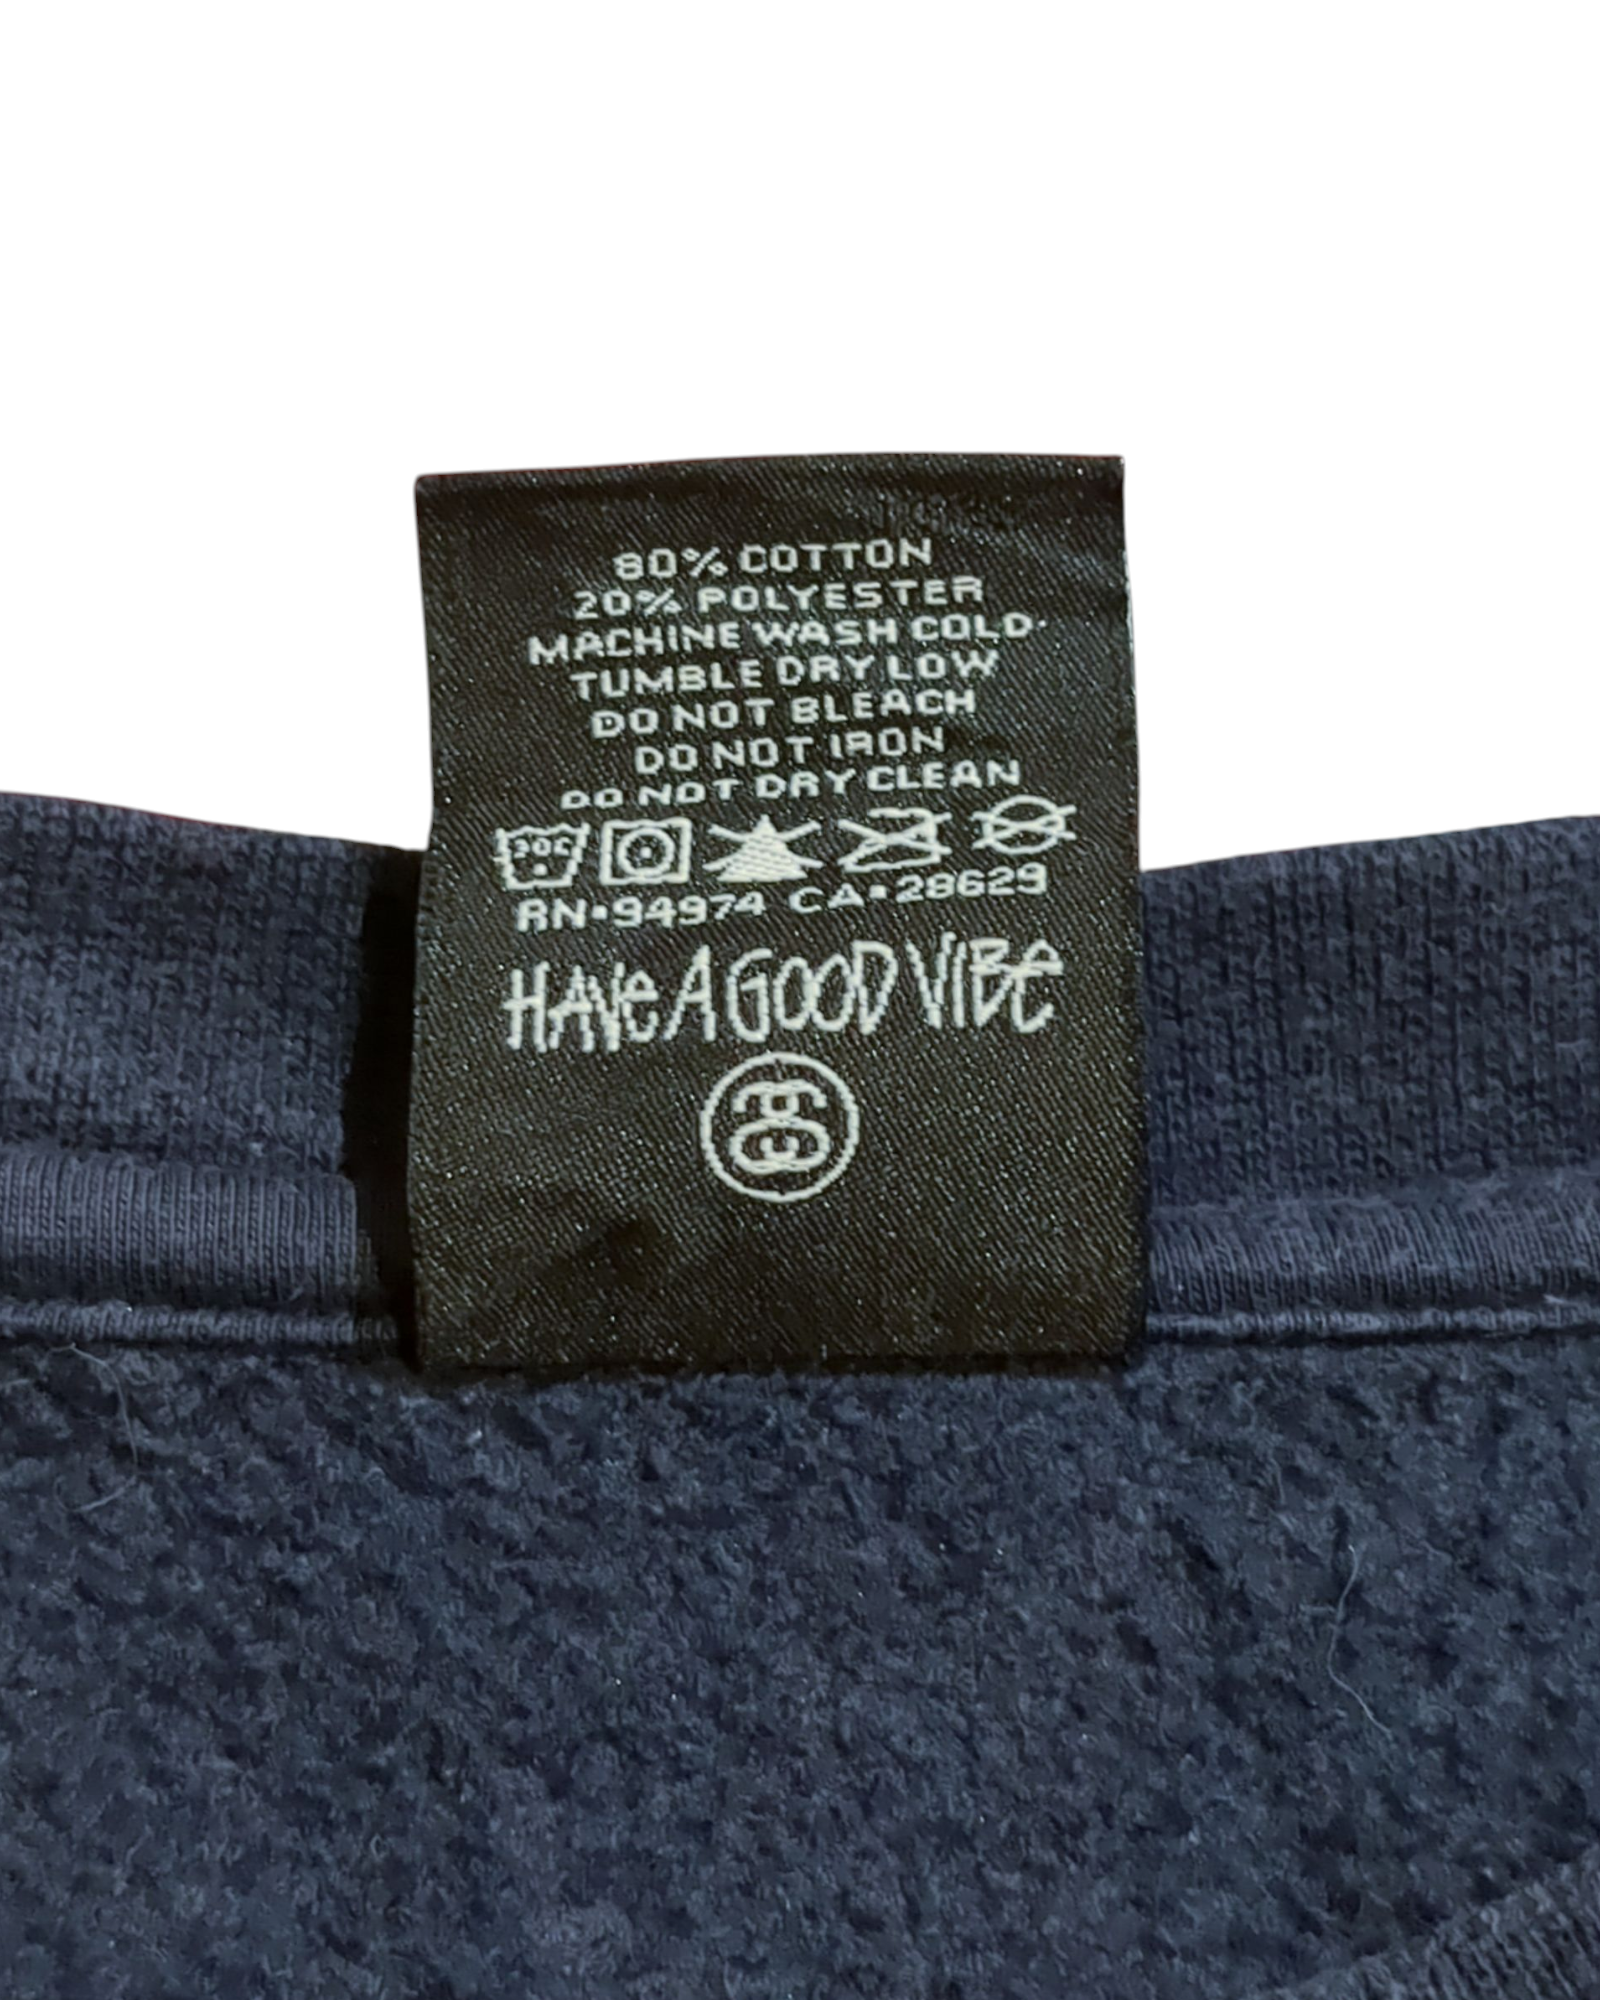 80% COTTON
20% POLYESTER
MACHINE WASH COLD
TUMBLE DRY LOW
DO NOT BLEACH
DO NOT IRON
DO NOT DRY CLEAN
30C
RN•94974 CA•28629
HAVE A GOOD VIBE